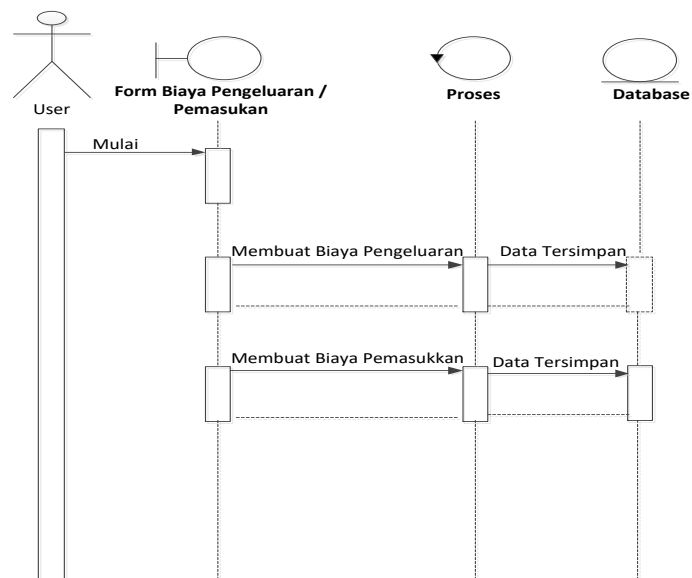 User
Form Biaya Pengeluaran /
Pemasukan
Proses
Database
Mulai
Membuat Biaya Pengeluaran
Data Tersimpan
Membuat Biaya Pemasukkan
Data Tersimpan